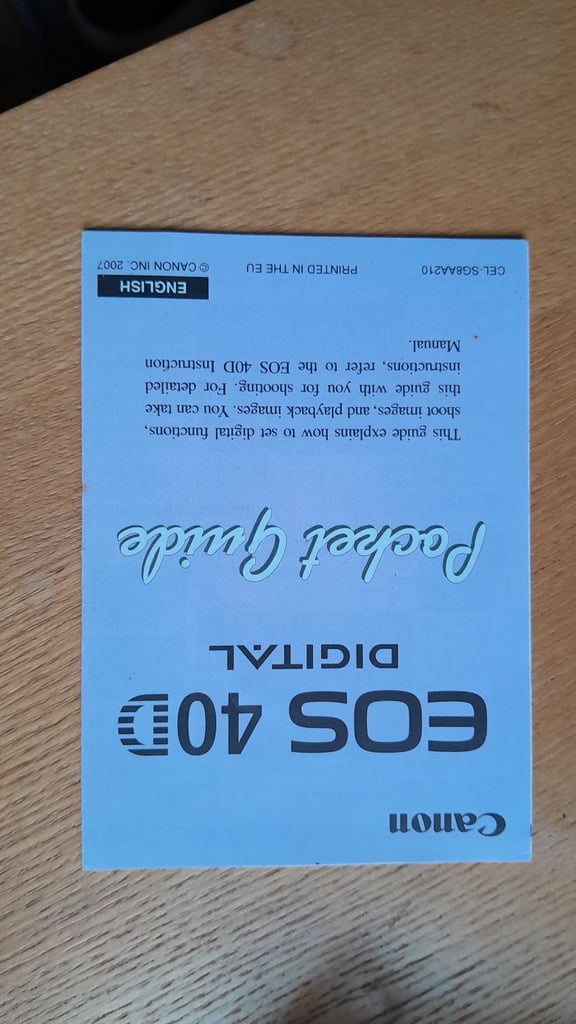 Canon
EOS 40D
DIGITAL
Pocket Guide
This guide explains how to set digital functions,
shoot images, and playback images. You can take
this guide with you for shooting. For detailed
instructions, refer to the EOS 40D Instruction
Manual.
ENGLISH
CEL-SG8AA210 PRINTED IN THE EU © CANON INC. 2007